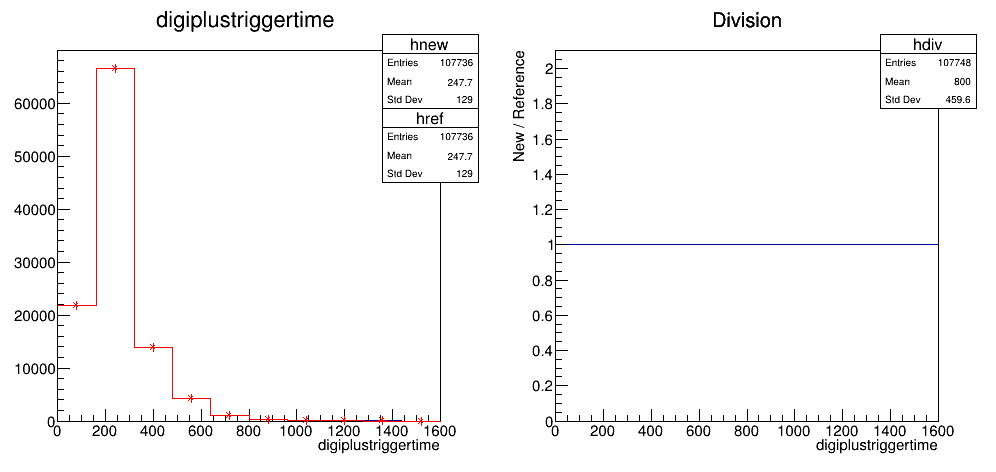 digiplustriggertime
hnew
Entries 107736
Mean 247.7
Std Dev 129
href
Entries 107736
Mean 247.7
Std Dev 129
60000
50000
40000
30000
20000
10000
0
0 200 400 600 800 1000 1200 1400 1600
digiplustriggertime
Division
hdiv
Entries 107748
Mean 800
Std Dev 459.6
New / Reference
2
1.8
1.6
1.4
1.2
1
0.8
0.6
0.4
0.2
0
0 200 400 600 800 1000 1200 1400 1600
digiplustriggertime